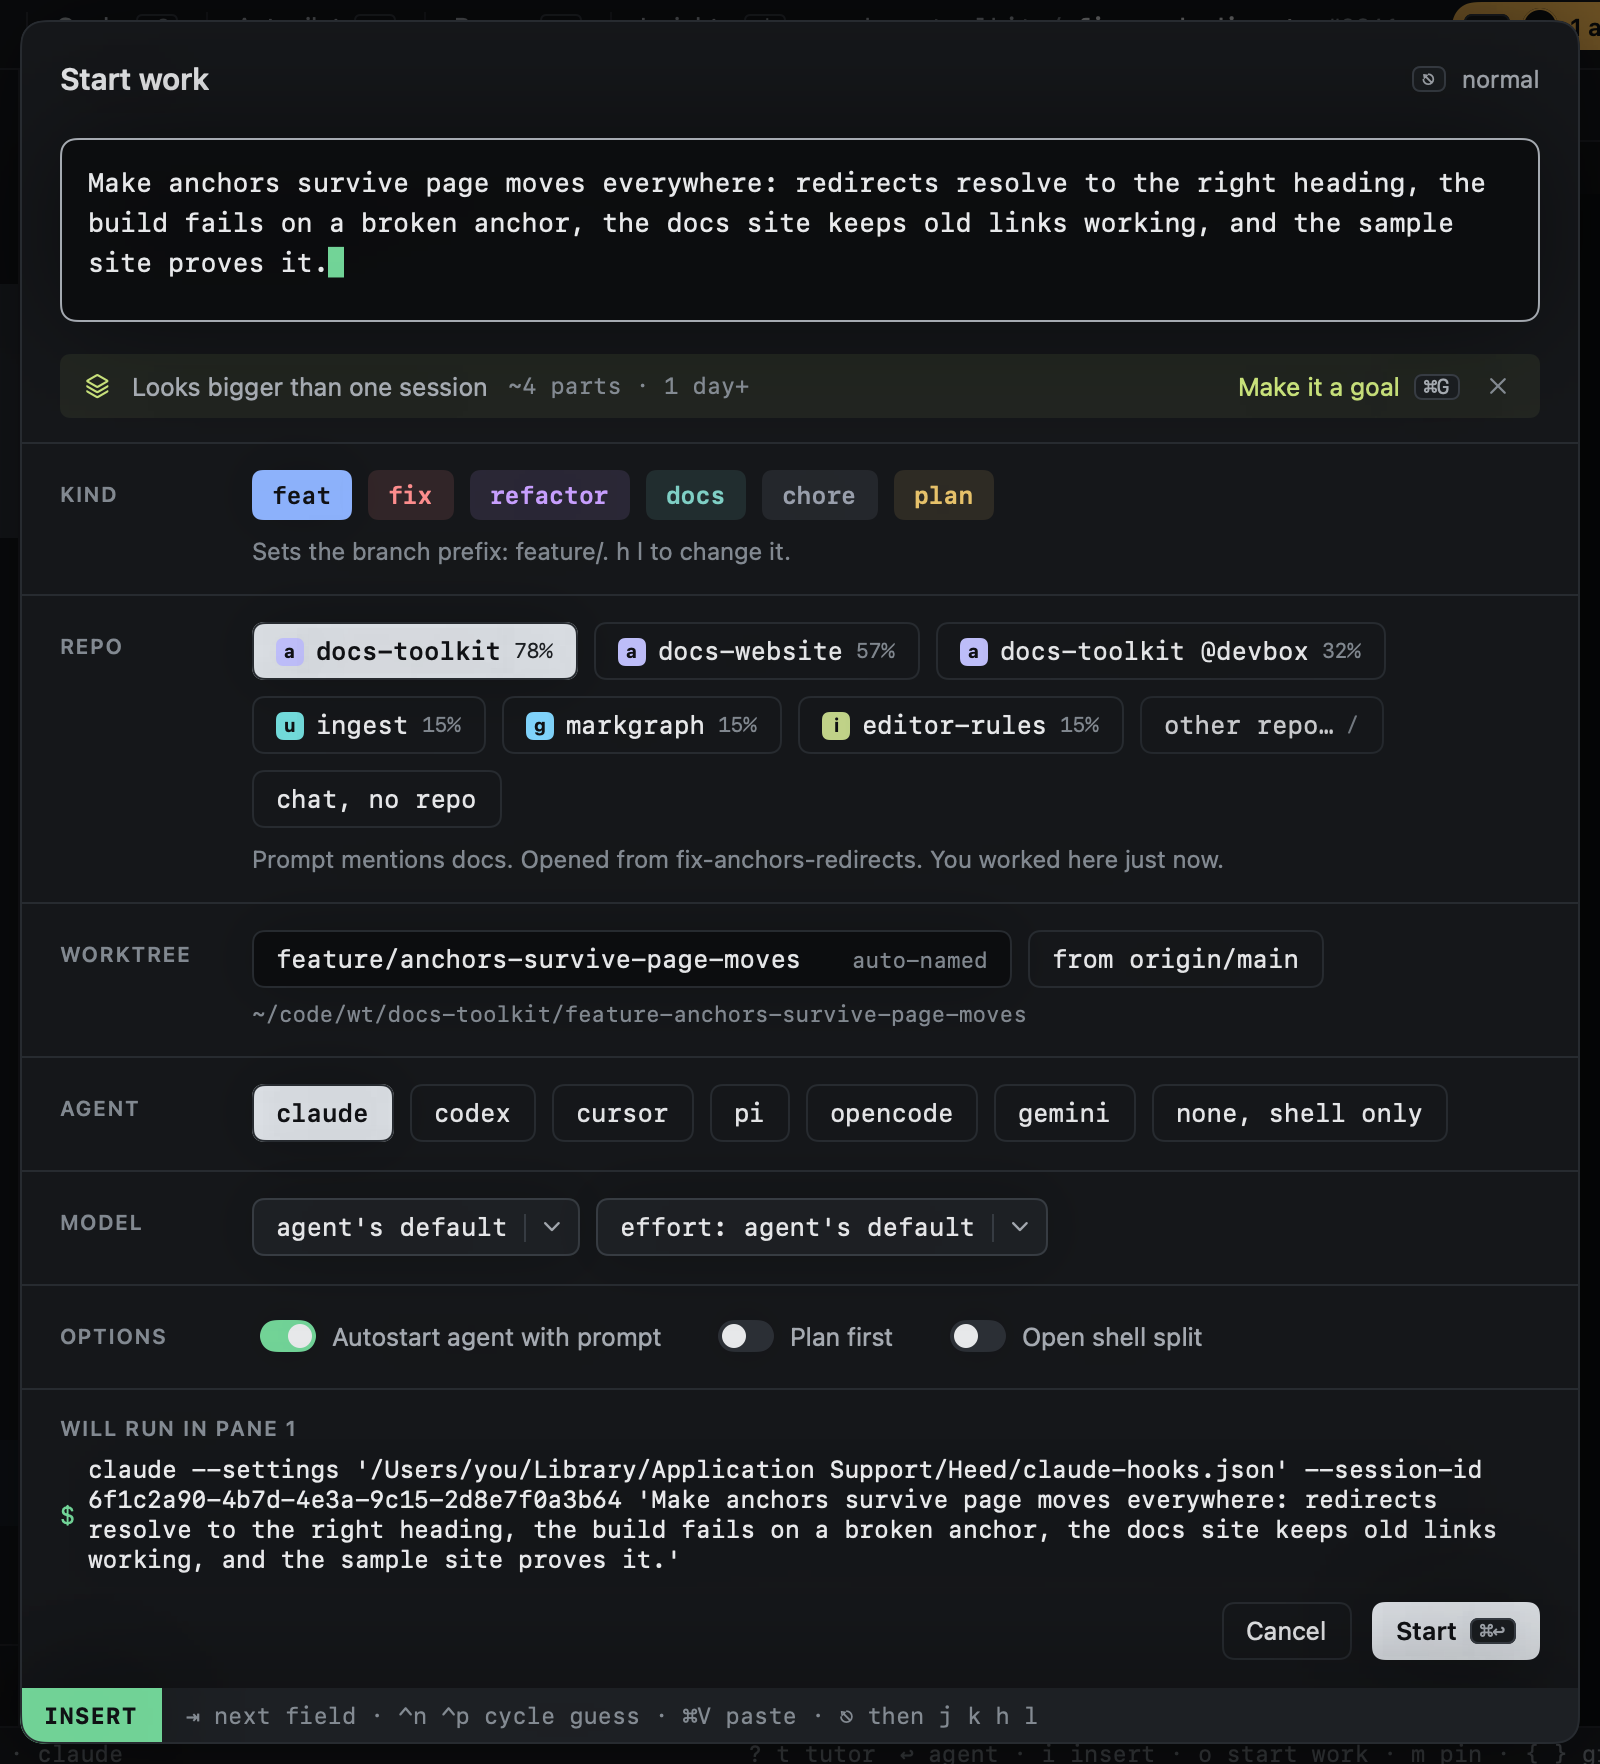 Start work
normal
Make anchors survive page moves everywhere: redirects resolve to the right heading, the
build fails on a broken anchor, the docs site keeps old links working, and the sample
site proves it.
Looks bigger than one session ~4 parts · 1 day+ Make it a goal ⌘G
KIND feat fix refactor docs chore plan
Sets the branch prefix: feature/. h l to change it.
REPO a docs-toolkit 78% a docs-website 57% a docs-toolkit @devbox 32%
u ingest 15% g markgraph 15% i editor-rules 15% other repo… /
chat, no repo
Prompt mentions docs. Opened from fix-anchors-redirects. You worked here just now.
WORKTREE feature/anchors-survive-page-moves auto-named from origin/main
~/code/wt/docs-toolkit/feature-anchors-survive-page-moves
AGENT claude codex cursor pi opencode gemini none, shell only
MODEL agent's default effort: agent's default
OPTIONS Autostart agent with prompt Plan first Open shell split
WILL RUN IN PANE 1
$ claude --settings '/Users/you/Library/Application Support/Heed/claude-hooks.json' --session-id
6f1c2a90-4b7d-4e3a-9c15-2d8e7f0a3b64 'Make anchors survive page moves everywhere: redirects
resolve to the right heading, the build fails on a broken anchor, the docs site keeps old links
working, and the sample site proves it.'
Cancel Start ⌘↩
INSERT ⇥ next field · ^n ^p cycle guess · ⌘V paste · ⎋ then j k h l
· claude ? t tutor ↩ agent · i insert · o start work · m pin · { }